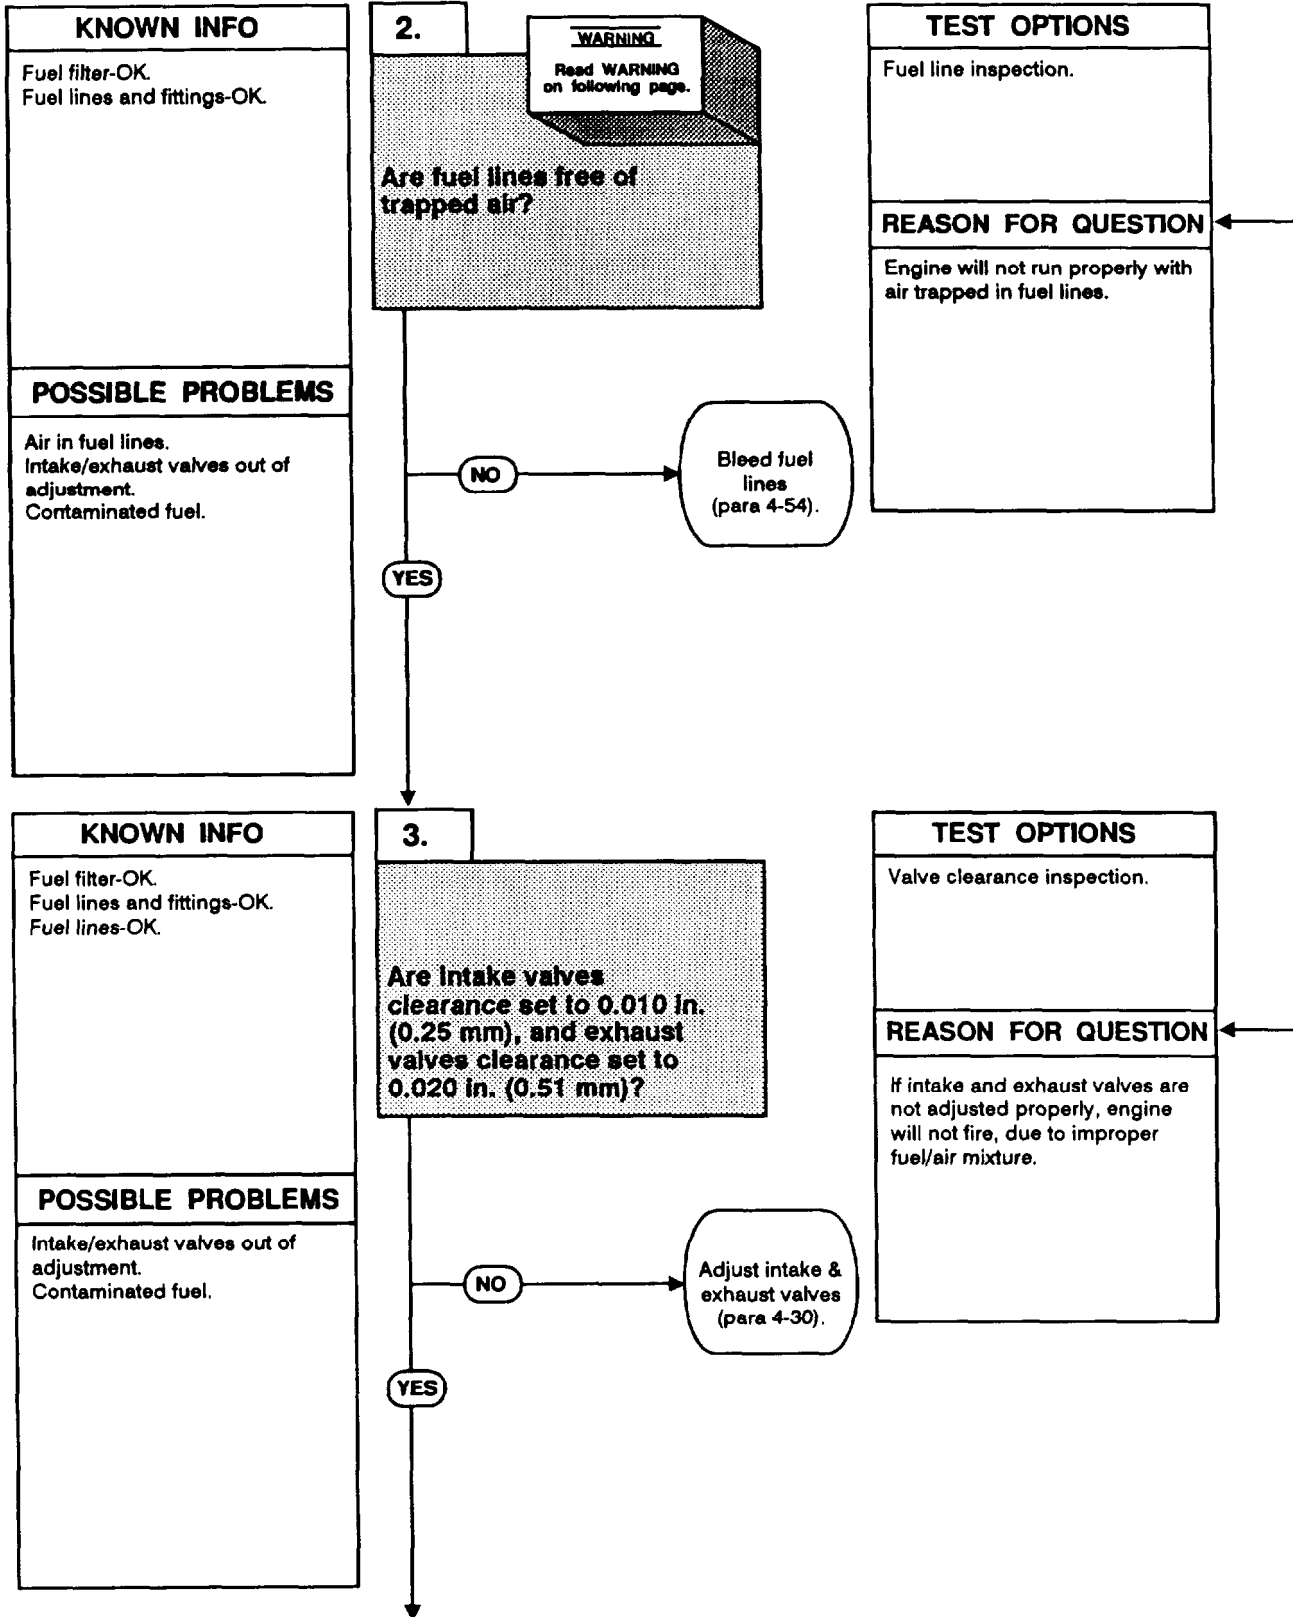 KNOWN INFO
Fuel filter-OK.
Fuel lines and fittings-OK.
POSSIBLE PROBLEMS
Air in fuel lines.
Intake/exhaust valves out of
adjustment.
Contaminated fuel.
2.
WARNING
Read WARNING
on following page.
Are fuel lines free of
trapped air?
NO
Bleed fuel
lines
(para 4-54).
YES
TEST OPTIONS
Fuel line inspection.
REASON FOR QUESTION
Engine will not run properly with
air trapped in fuel lines.
KNOWN INFO
Fuel filter-OK.
Fuel lines and fittings-OK.
Fuel lines-OK.
POSSIBLE PROBLEMS
Intake/exhaust valves out of
adjustment.
Contaminated fuel.
3.
Are intake valves
clearance set to 0.010 in.
(0.25 mm), and exhaust
valves clearance set to
0.020 in. (0.51 mm)?
NO
Adjust intake &
exhaust valves
(para 4-30).
YES
TEST OPTIONS
Valve clearance inspection.
REASON FOR QUESTION
If intake and exhaust valves are
not adjusted properly, engine
will not fire, due to improper
fuel/air mixture.